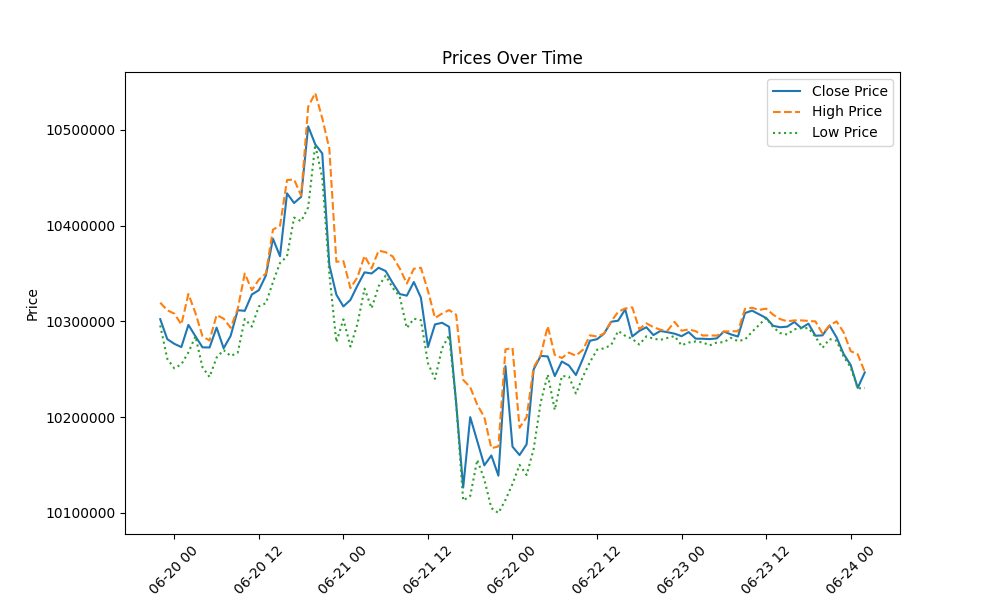 Prices Over Time
Close Price
High Price
Low Price
Price
10500000
10400000
10300000
10200000
10100000
06-20 00
06-20 12
06-21 00
06-21 12
06-22 00
06-22 12
06-23 00
06-23 12
06-24 00